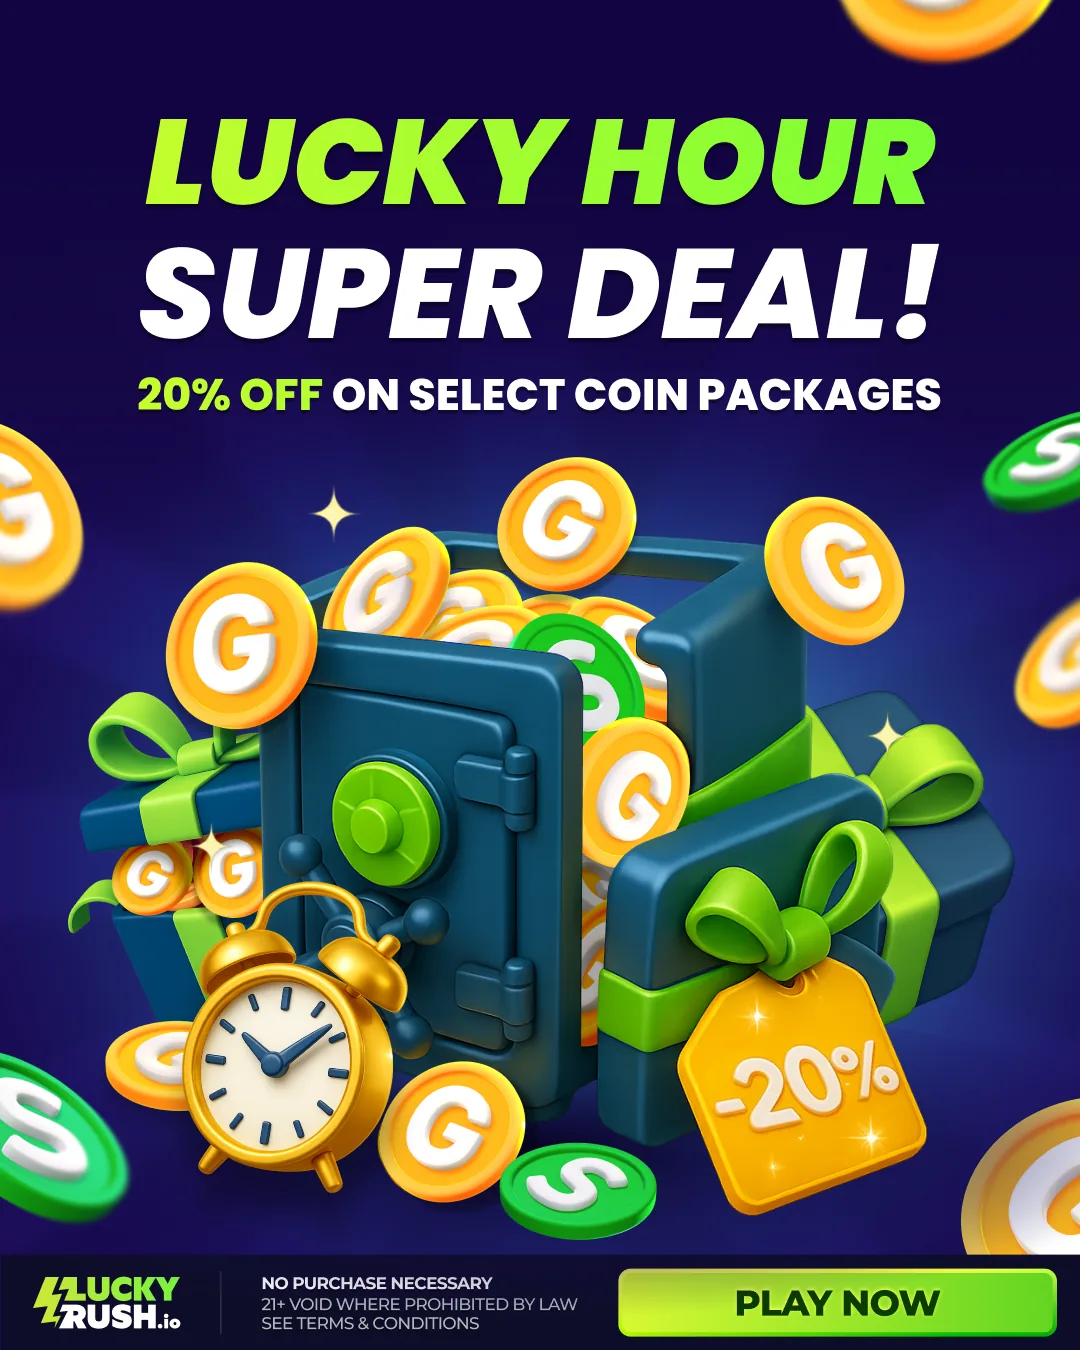 LUCKY HOUR
SUPER DEAL!
20% OFF ON SELECT COIN PACKAGES
G
S
G
G
G
G
G
G
S
G
G
G
G
-20%
G
S
G
S
G
LUCKY
RUSH.io
NO PURCHASE NECESSARY
21+ VOID WHERE PROHIBITED BY LAW
SEE TERMS & CONDITIONS
PLAY NOW